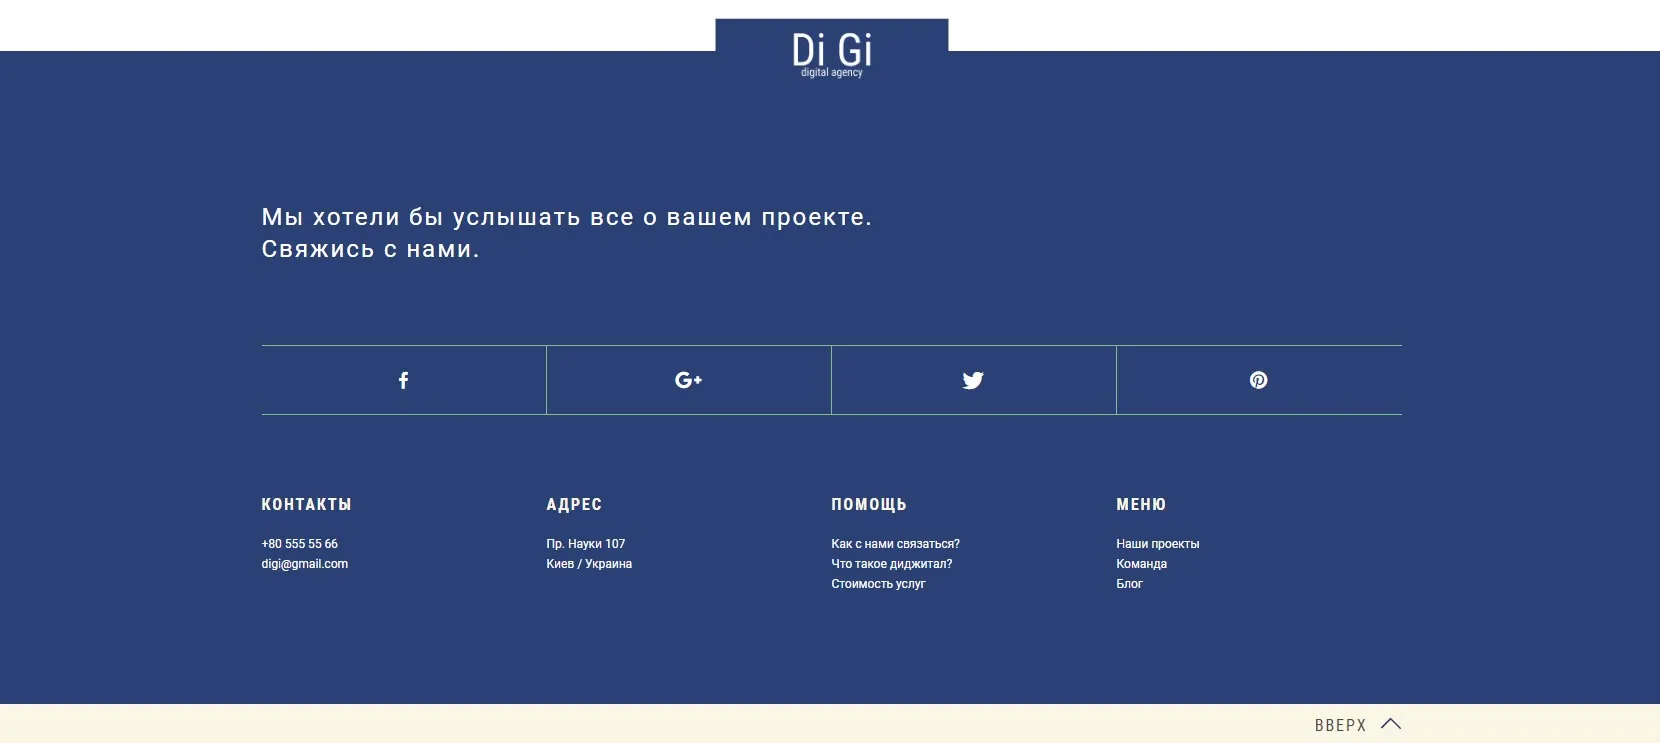 Di Gi
digital agency
Мы хотели бы услышать все о вашем проекте.
Свяжись с нами.
КОНТАКТЫ
+80 555 55 66
digi@gmail.com
АДРЕС
Пр. Науки 107
Киев / Украина
ПОМОЩЬ
Как с нами связаться?
Что такое диджитал?
Стоимость услуг
МЕНЮ
Наши проекты
Команда
Блог
ВВЕРХ